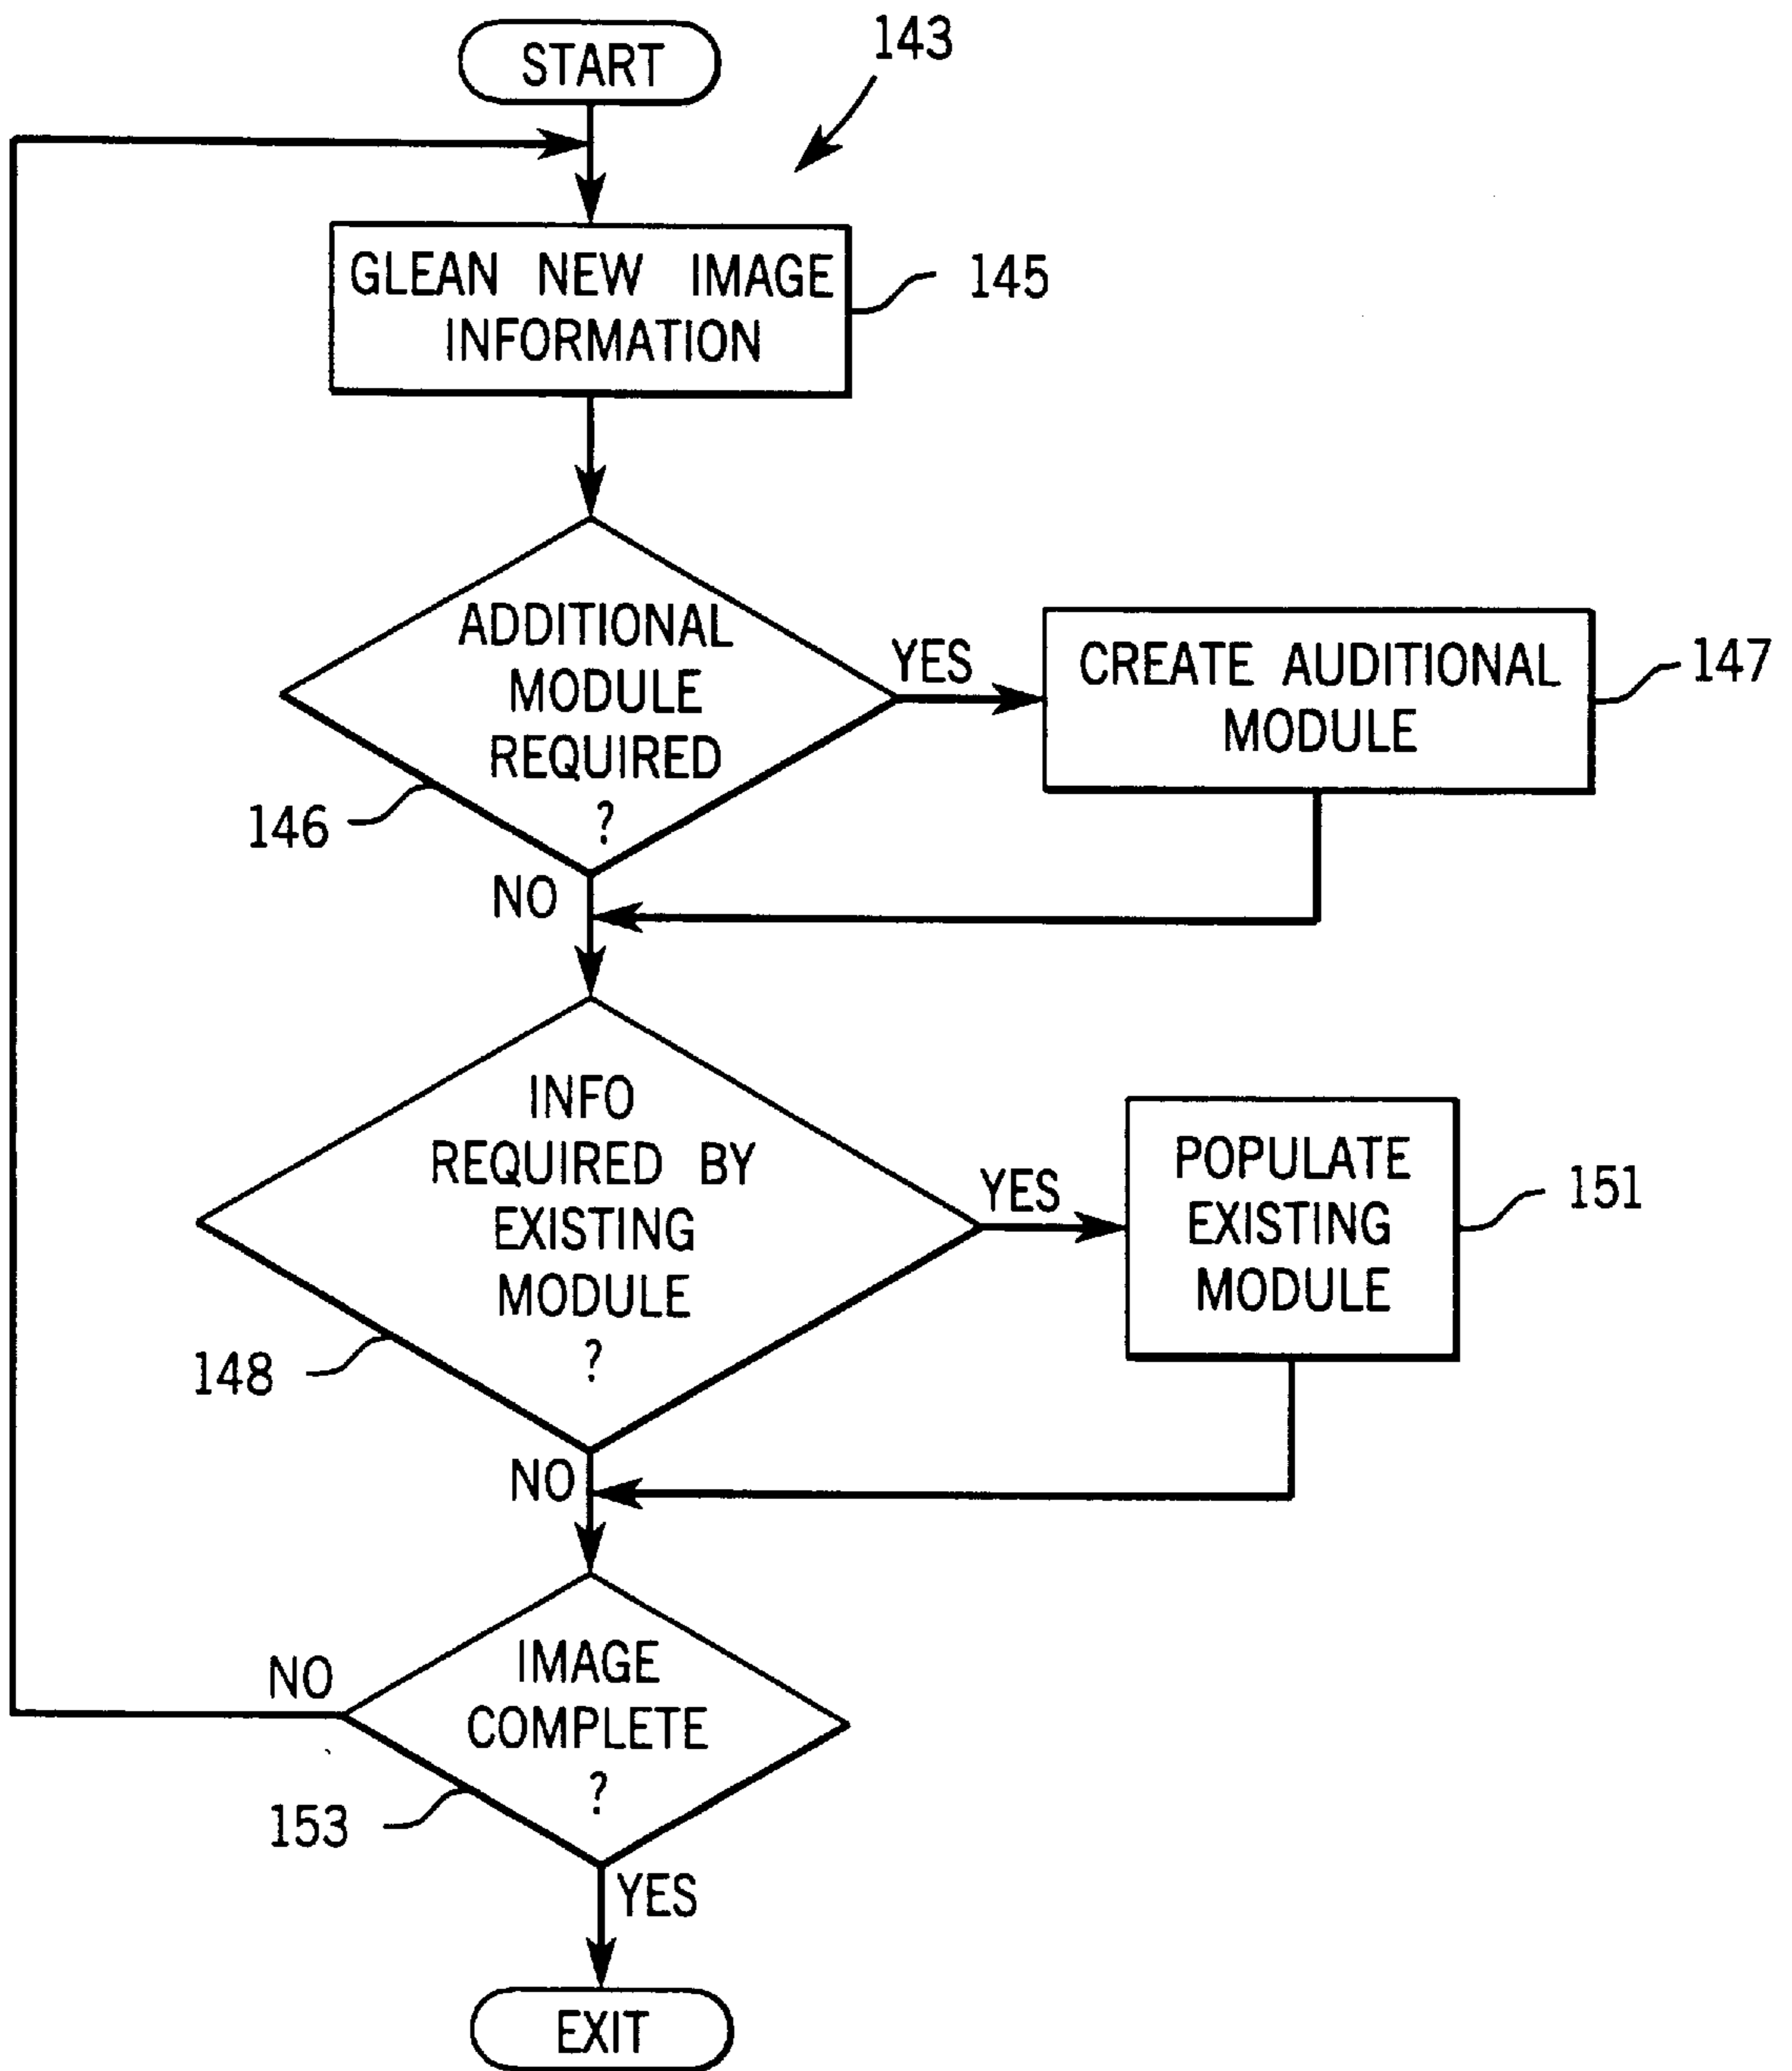 START
143
GLEAN NEW IMAGE
INFORMATION
145
ADDITIONAL
MODULE
REQUIRED
?
146
YES
CREATE AUDITIONAL
MODULE
147
NO
INFO
REQUIRED BY
EXISTING
MODULE
?
148
YES
POPULATE
EXISTING
MODULE
151
NO
IMAGE
COMPLETE
?
NO
153
YES
EXIT